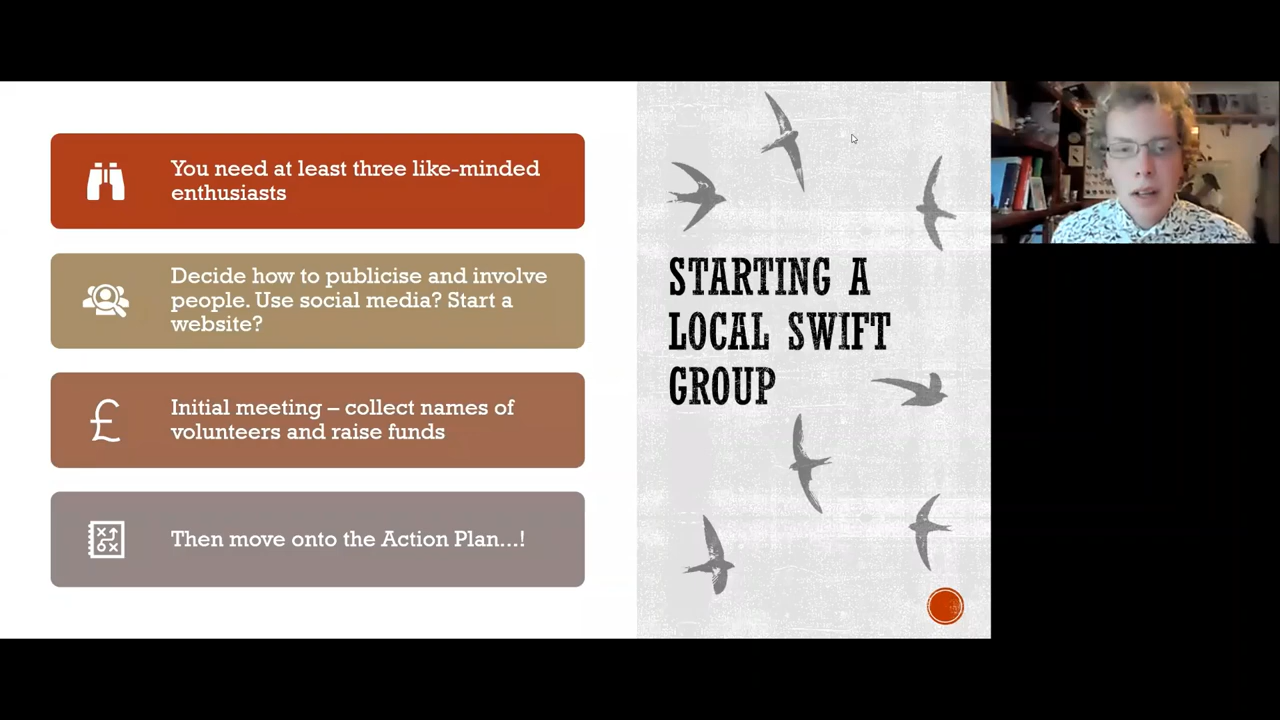 You need at least three like-minded
enthusiasts
Decide how to publicise and involve
people. Use social media? Start a
website?
Initial meeting – collect names of
volunteers and raise funds
Then move onto the Action Plan...!
STARTING A
LOCAL SWIFT
GROUP